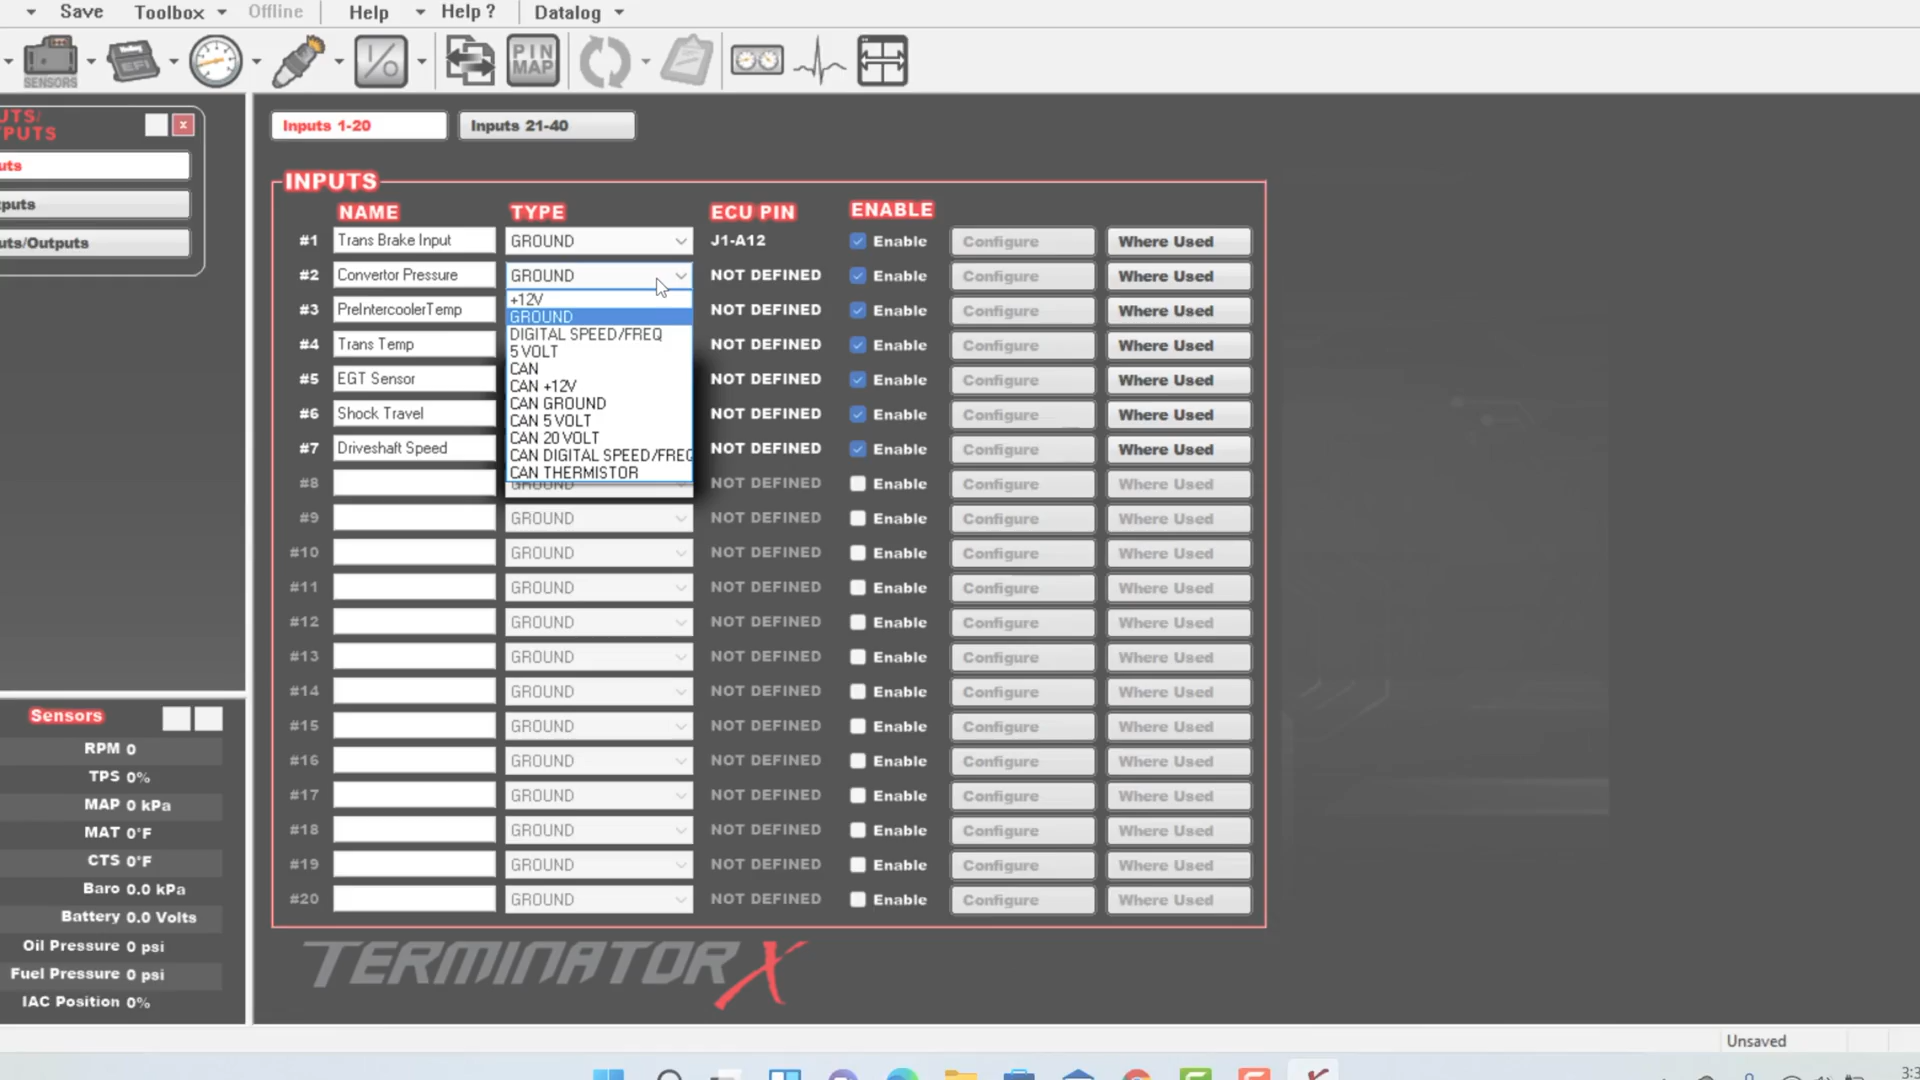 Save Toolbox Offline Help Help ? Datalog
SENSORS EFI I/O PIN MAP
UTS/
PUTS
uts
tputs
uts/Outputs
Inputs 1-20 Inputs 21-40
INPUTS
NAME TYPE ECU PIN ENABLE
#1 Trans Brake Input GROUND J1-A12 Enable Configure Where Used
#2 Convertor Pressure GROUND NOT DEFINED Enable Configure Where Used
+12V
GROUND
DIGITAL SPEED/FREQ
5 VOLT
CAN
CAN +12V
CAN GROUND
CAN 5 VOLT
CAN 20 VOLT
CAN DIGITAL SPEED/FREQ
CAN THERMISTOR
#3 PreIntercoolerTemp NOT DEFINED Enable Configure Where Used
#4 Trans Temp NOT DEFINED Enable Configure Where Used
#5 EGT Sensor NOT DEFINED Enable Configure Where Used
#6 Shock Travel NOT DEFINED Enable Configure Where Used
#7 Driveshaft Speed NOT DEFINED Enable Configure Where Used
#8 GROUND NOT DEFINED Enable Configure Where Used
#9 GROUND NOT DEFINED Enable Configure Where Used
#10 GROUND NOT DEFINED Enable Configure Where Used
#11 GROUND NOT DEFINED Enable Configure Where Used
#12 GROUND NOT DEFINED Enable Configure Where Used
#13 GROUND NOT DEFINED Enable Configure Where Used
#14 GROUND NOT DEFINED Enable Configure Where Used
#15 GROUND NOT DEFINED Enable Configure Where Used
#16 GROUND NOT DEFINED Enable Configure Where Used
#17 GROUND NOT DEFINED Enable Configure Where Used
#18 GROUND NOT DEFINED Enable Configure Where Used
#19 GROUND NOT DEFINED Enable Configure Where Used
#20 GROUND NOT DEFINED Enable Configure Where Used
Sensors
RPM 0
TPS 0%
MAP 0 kPa
MAT 0°F
CTS 0°F
Baro 0.0 kPa
Battery 0.0 Volts
Oil Pressure 0 psi
Fuel Pressure 0 psi
IAC Position 0%
TERMINATOR X
Unsaved
3:3